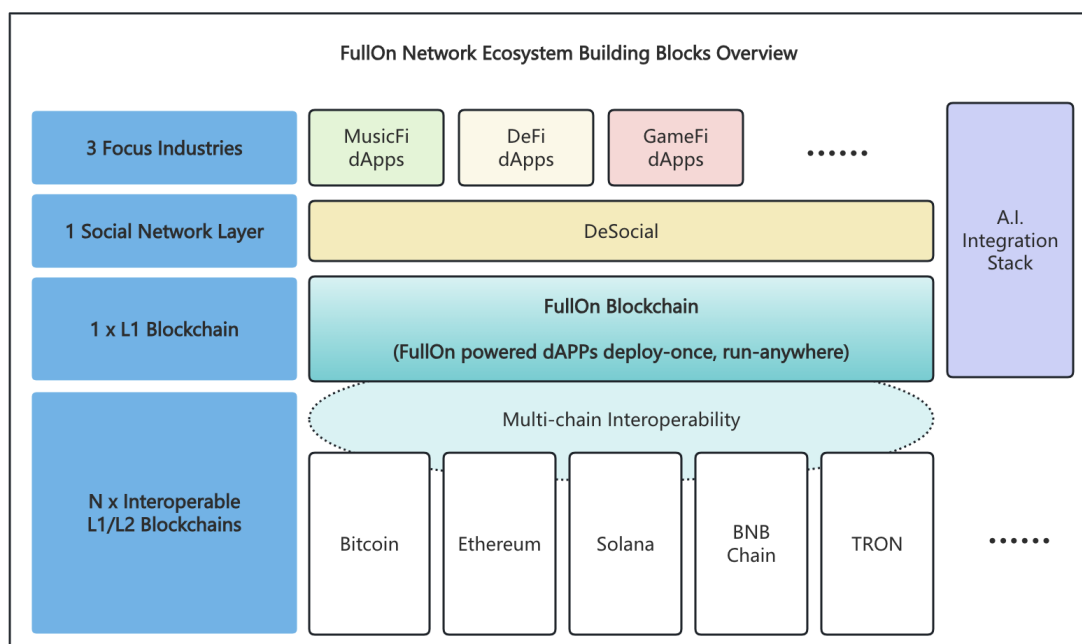 FullOn Network Ecosystem Building Blocks Overview
3 Focus Industries
MusicFi
dApps
DeFi
dApps
GameFi
dApps
......
A.I.
Integration
Stack
1 Social Network Layer
DeSocial
1 x L1 Blockchain
FullOn Blockchain
(FullOn powered dAPPs deploy-once, run-anywhere)
Multi-chain Interoperability
N x Interoperable
L1/L2 Blockchains
Bitcoin
Ethereum
Solana
BNB
Chain
TRON
......